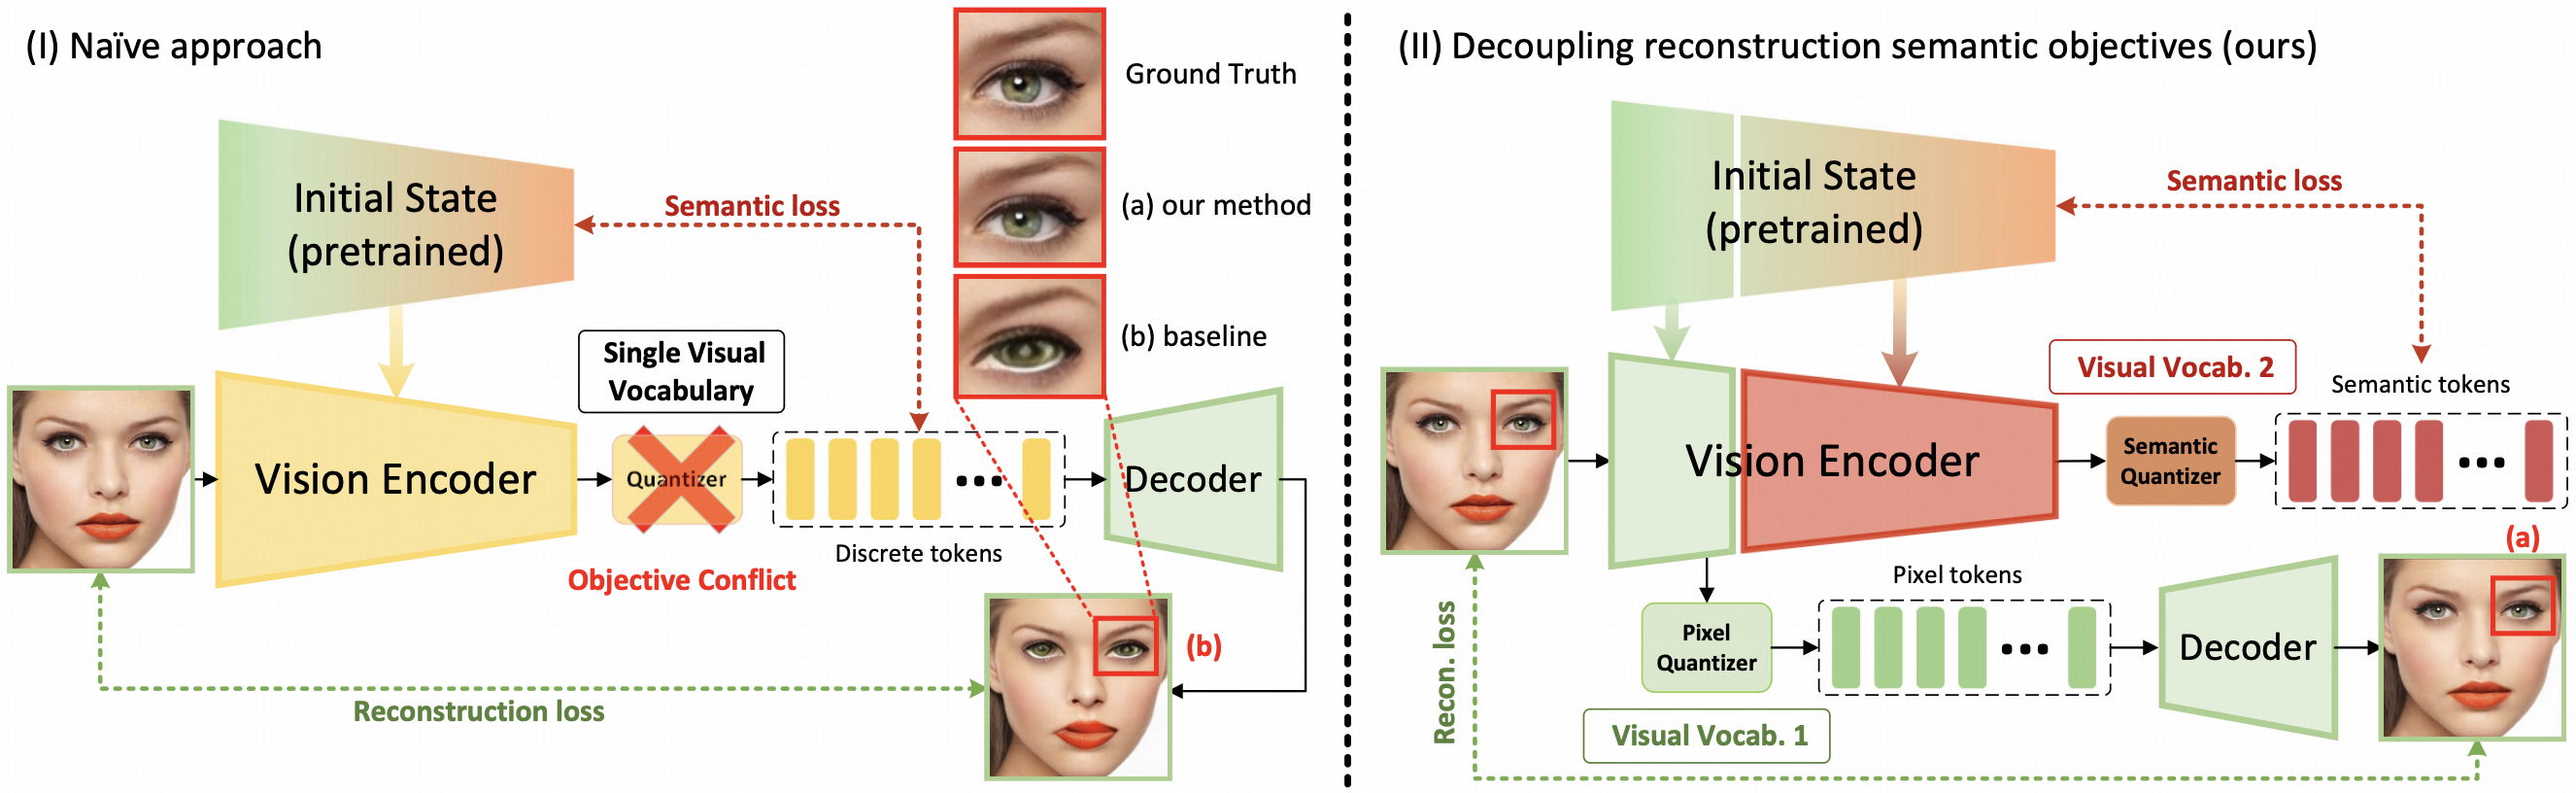 (I) Naïve approach
Initial State
(pretrained)
Semantic loss
Ground Truth
(a) our method
(b) baseline
Single Visual
Vocabulary
Vision Encoder
Quantizer
Discrete tokens
Decoder
Objective Conflict
(b)
Reconstruction loss
(II) Decoupling reconstruction semantic objectives (ours)
Initial State
(pretrained)
Semantic loss
Visual Vocab. 2
Semantic tokens
Vision Encoder
Semantic
Quantizer
(a)
Pixel tokens
Pixel
Quantizer
Decoder
Recon. loss
Visual Vocab. 1